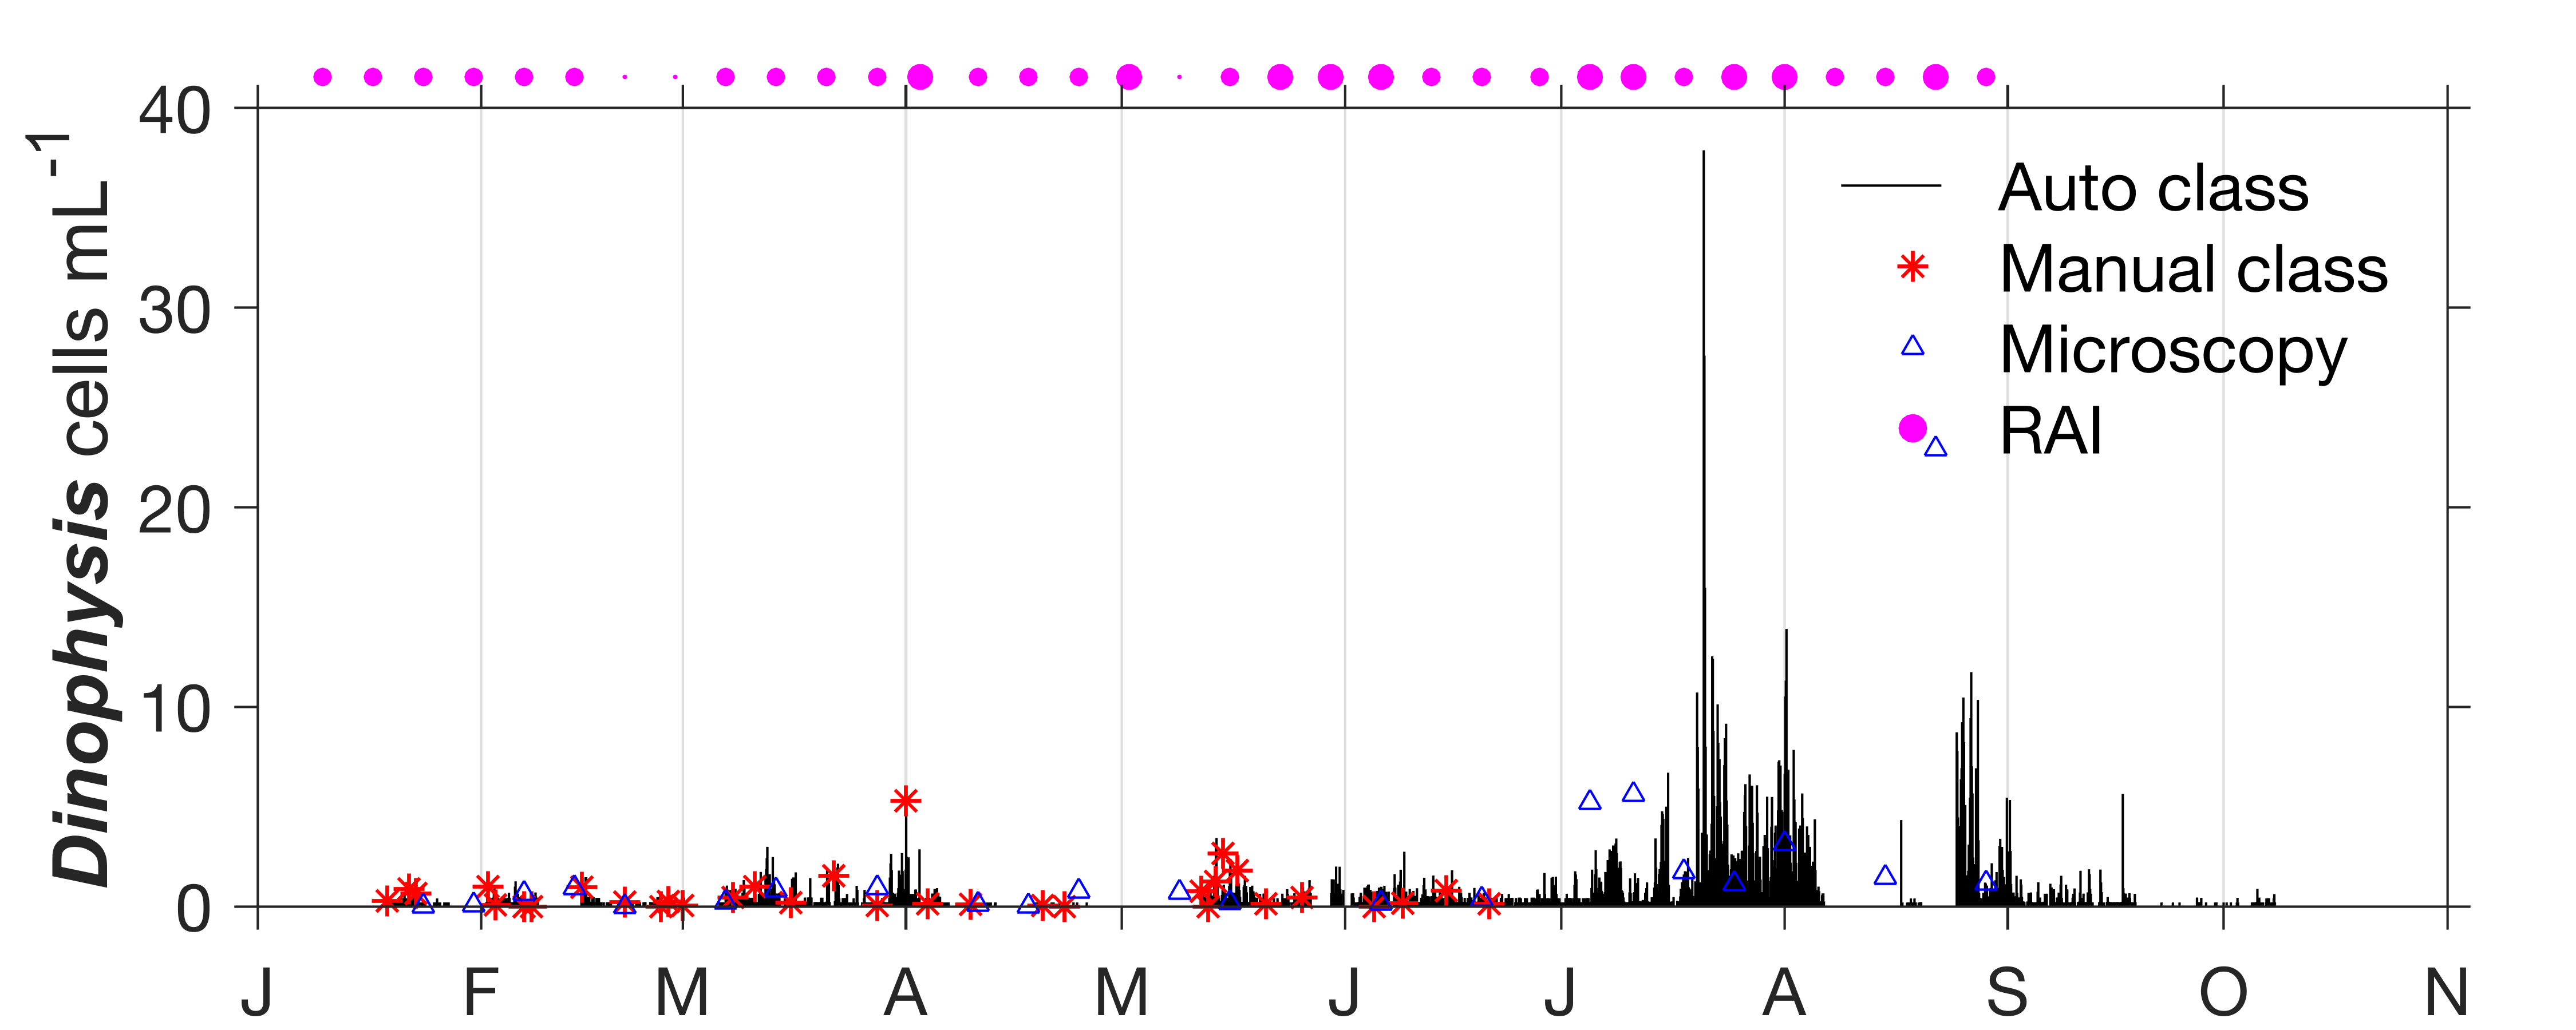 Dinophysis cells mL-1
40
30
20
10
0
Auto class
Manual class
Microscopy
RAI
J F M A M J J A S O N